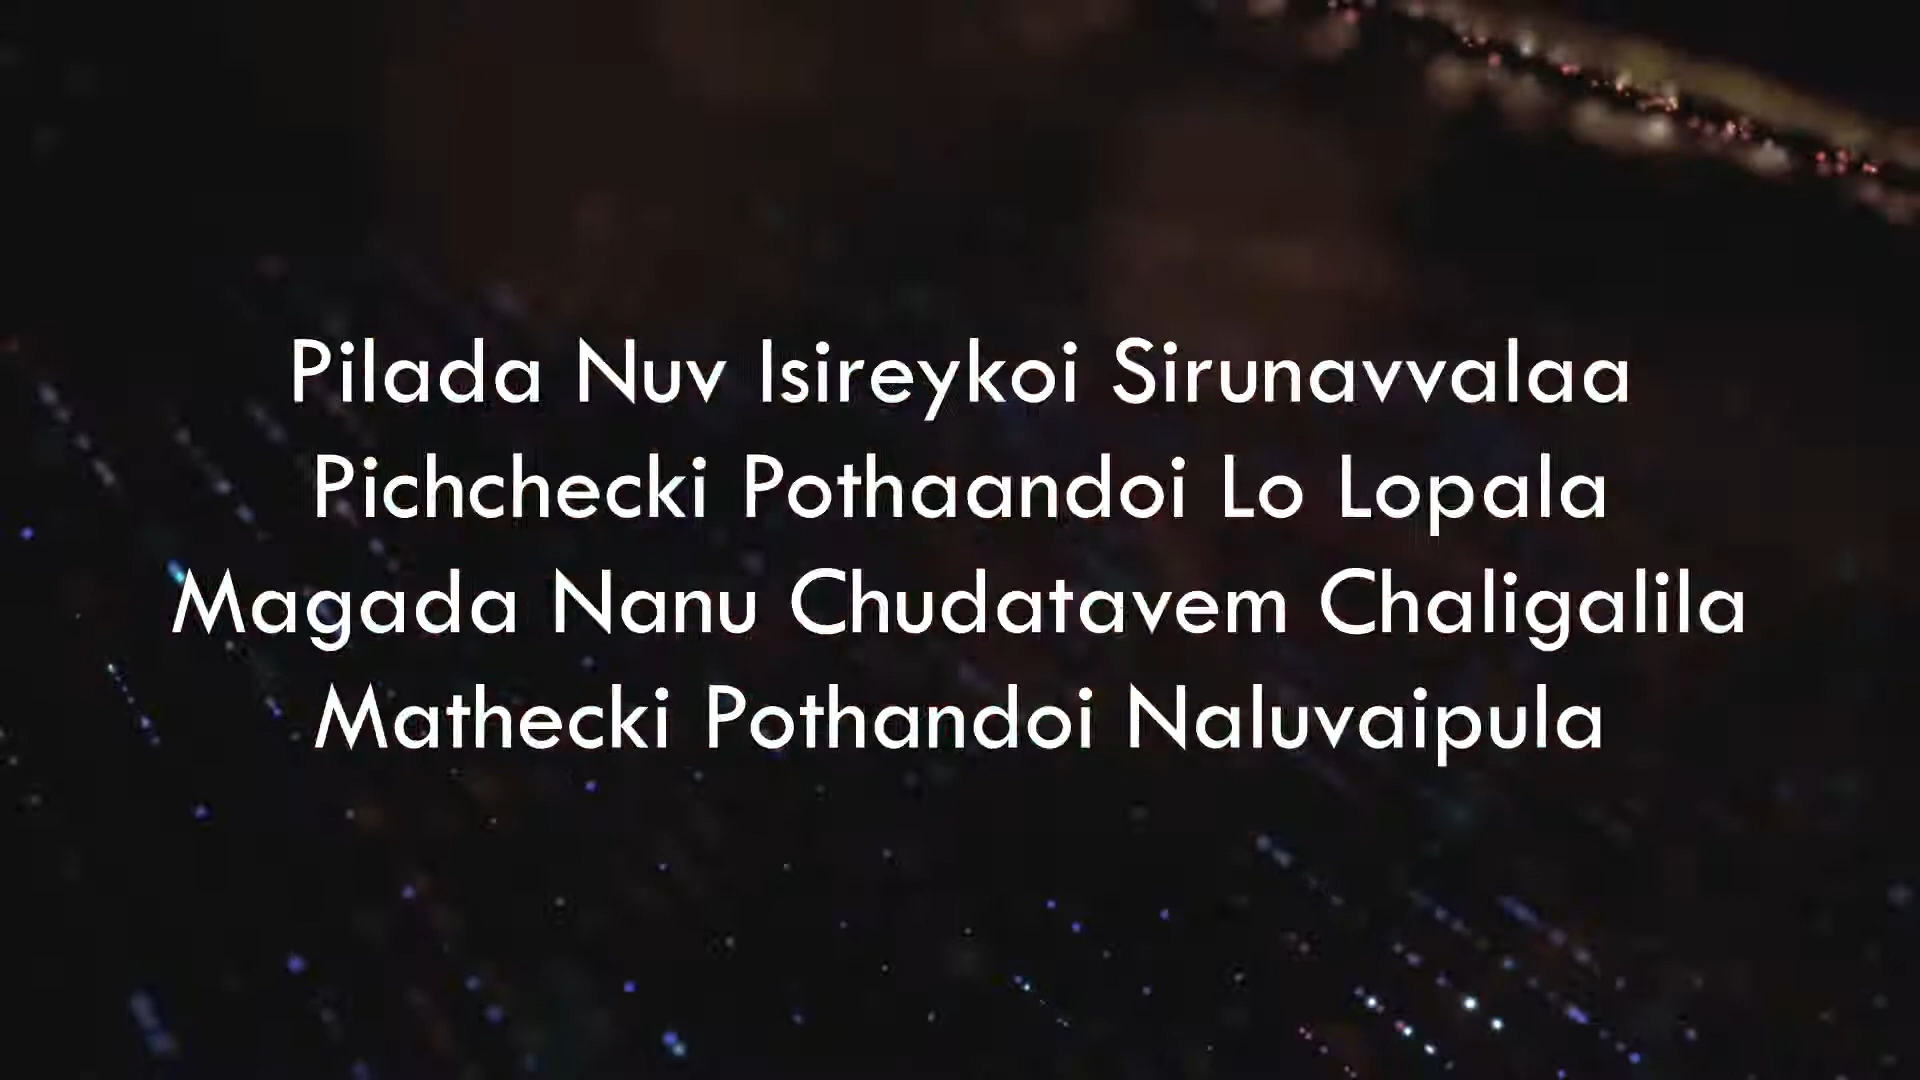 Pilada Nuv Isireykoi Sirunavvalaa
Pichchecki Pothaandoi Lo Lopala
Magada Nanu Chudatavem Chaligalila
Mathecki Pothandoi Naluvaipula